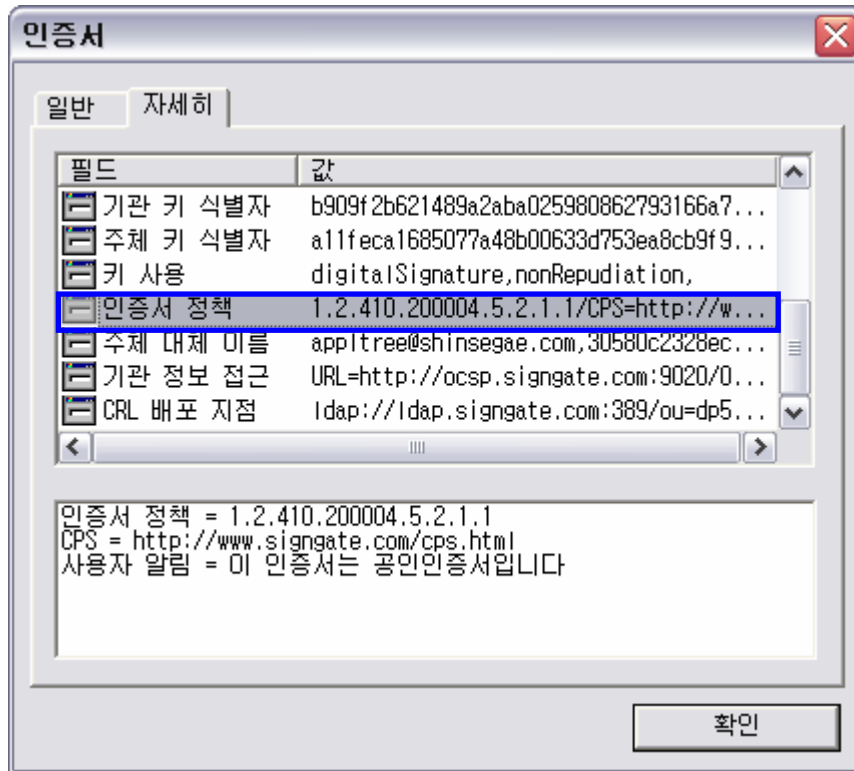 인증서
일반 자세히
필드 값
기관 키 식별자 b909f2b621489a2aba025980862793166a7...
주체 키 식별자 a11feca1685077a48b00633d753ea8cb9f9...
키 사용 digitalSignature,nonRepudiation,
인증서 정책 1.2.410.200004.5.2.1.1/CPS=http://w...
주체 대체 이름 appltree@shinsegae.com,30580c2328ec...
기관 정보 접근 URL=http://ocsp.signgate.com:9020/O...
CRL 배포 지점 ldap://ldap.signgate.com:389/ou=dp5...
인증서 정책 = 1.2.410.200004.5.2.1.1
CPS = http://www.signgate.com/cps.html
사용자 알림 = 이 인증서는 공인인증서입니다
확인